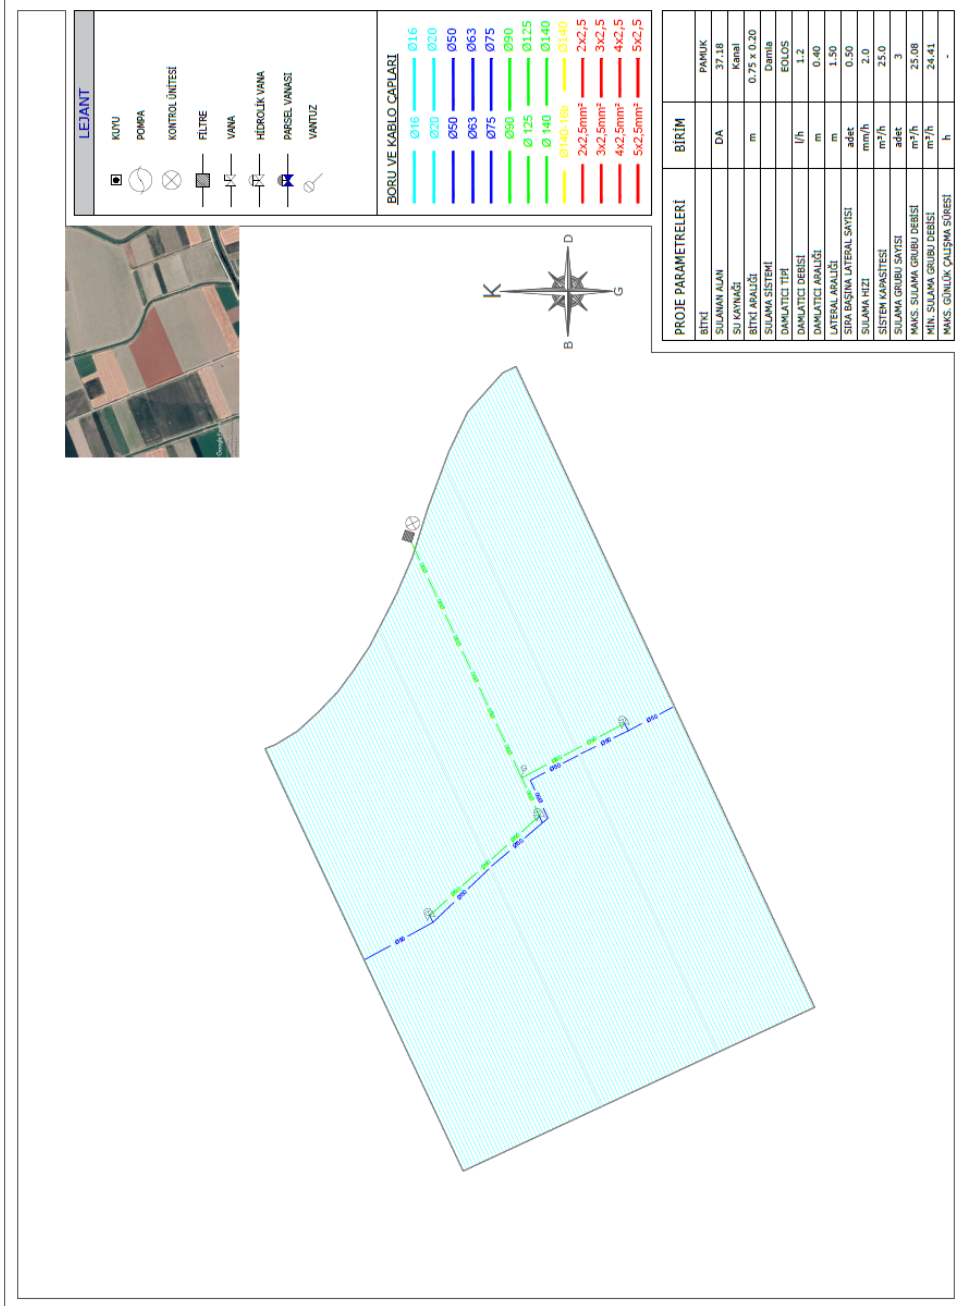 LEJANT
KUYU
POMPA
KONTROL ÜNİTESİ
FİLTRE
VANA
HİDROLİK VANA
PARSEL VANASI
VANTUZ
BORU VE KABLO ÇAPLARI
Ø16 Ø16
Ø20 Ø20
Ø50 Ø50
Ø63 Ø63
Ø75 Ø75
Ø90 Ø90
Ø 125 Ø125
Ø 140 Ø140
Ø140-16b Ø140
2x2,5mm² 2x2,5
3x2,5mm² 3x2,5
4x2,5mm² 4x2,5
5x2,5mm² 5x2,5
PROJE PARAMETRELERİ BİRİM
BİTKİ PAMUK
SULANAN ALAN DA 37.18
SU KAYNAĞI Kanal
BİTKİ ARALIĞI m 0.75 x 0.20
SULAMA SİSTEMİ Damla
DAMLATICI TİPİ EOLOS
DAMLATICI DEBİSİ l/h 1.2
DAMLATICI ARALIĞI m 0.40
LATERAL ARALIĞI m 1.50
SIRA BAŞINA LATERAL SAYISI adet 0.50
SULAMA HIZI mm/h 2.0
SİSTEM KAPASİTESİ m³/h 25.0
SULAMA GRUBU SAYISI adet 3
MAKS. SULAMA GRUBU DEBİSİ m³/h 25.08
MİN. SULAMA GRUBU DEBİSİ m³/h 24.41
MAKS. GÜNLÜK ÇALIŞMA SÜRESİ h -
K
B
D
G